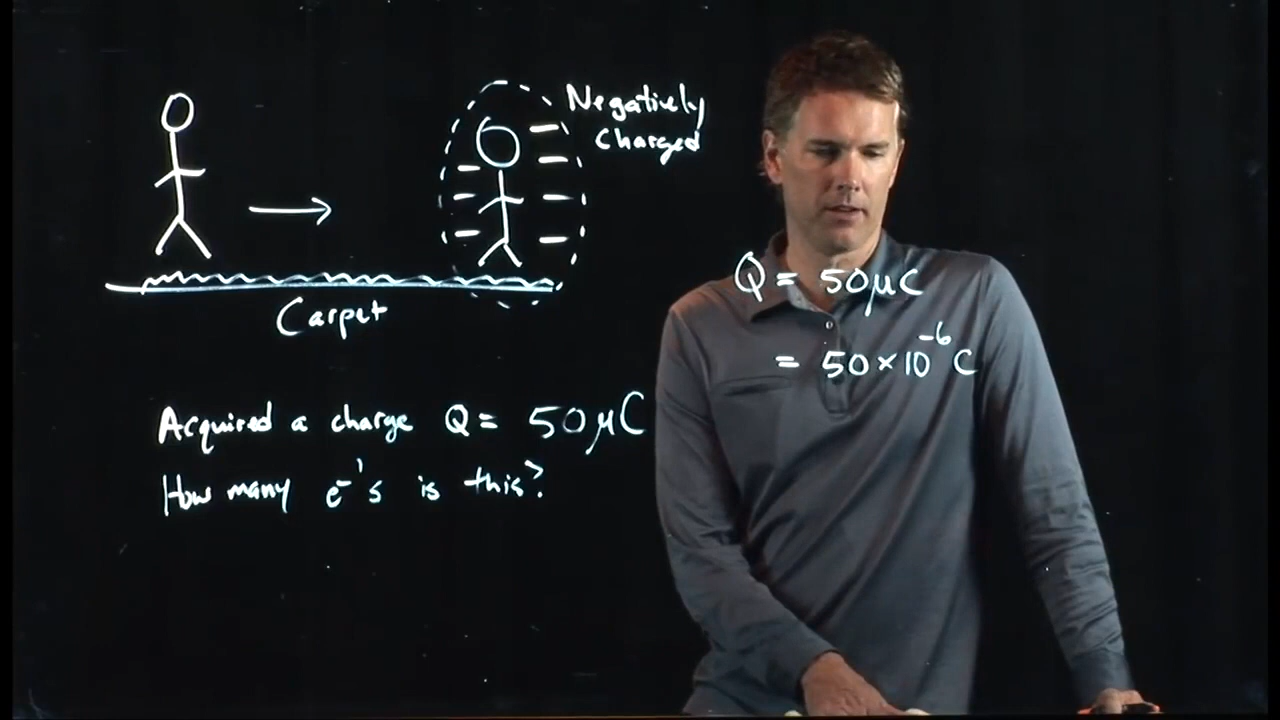 Negatively
Charged
Carpet
Q = 50μC
= 50×10⁻⁶ C
Acquired a charge Q = 50μC
How many e⁻'s is this?